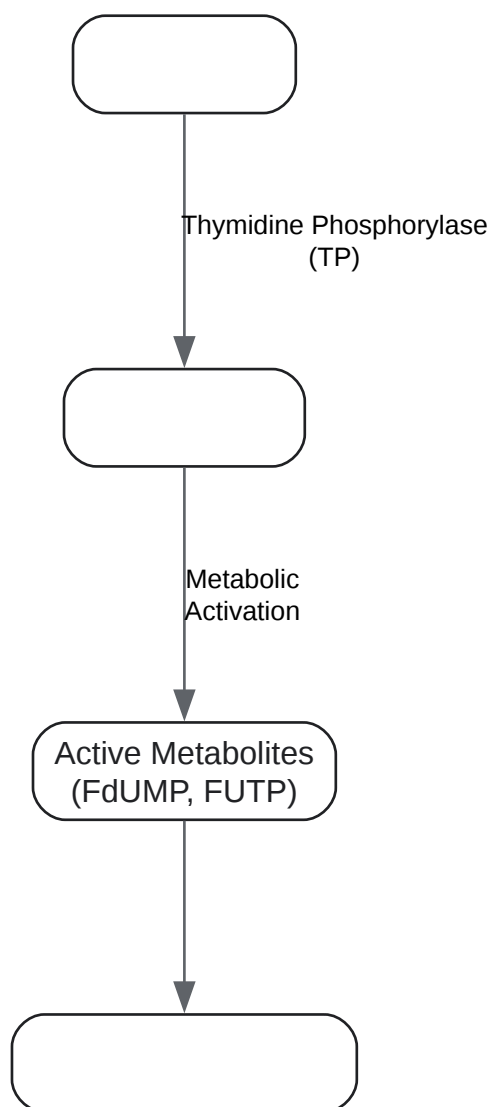 Thymidine Phosphorylase
(TP)
Metabolic
Activation
Active Metabolites
(FdUMP, FUTP)